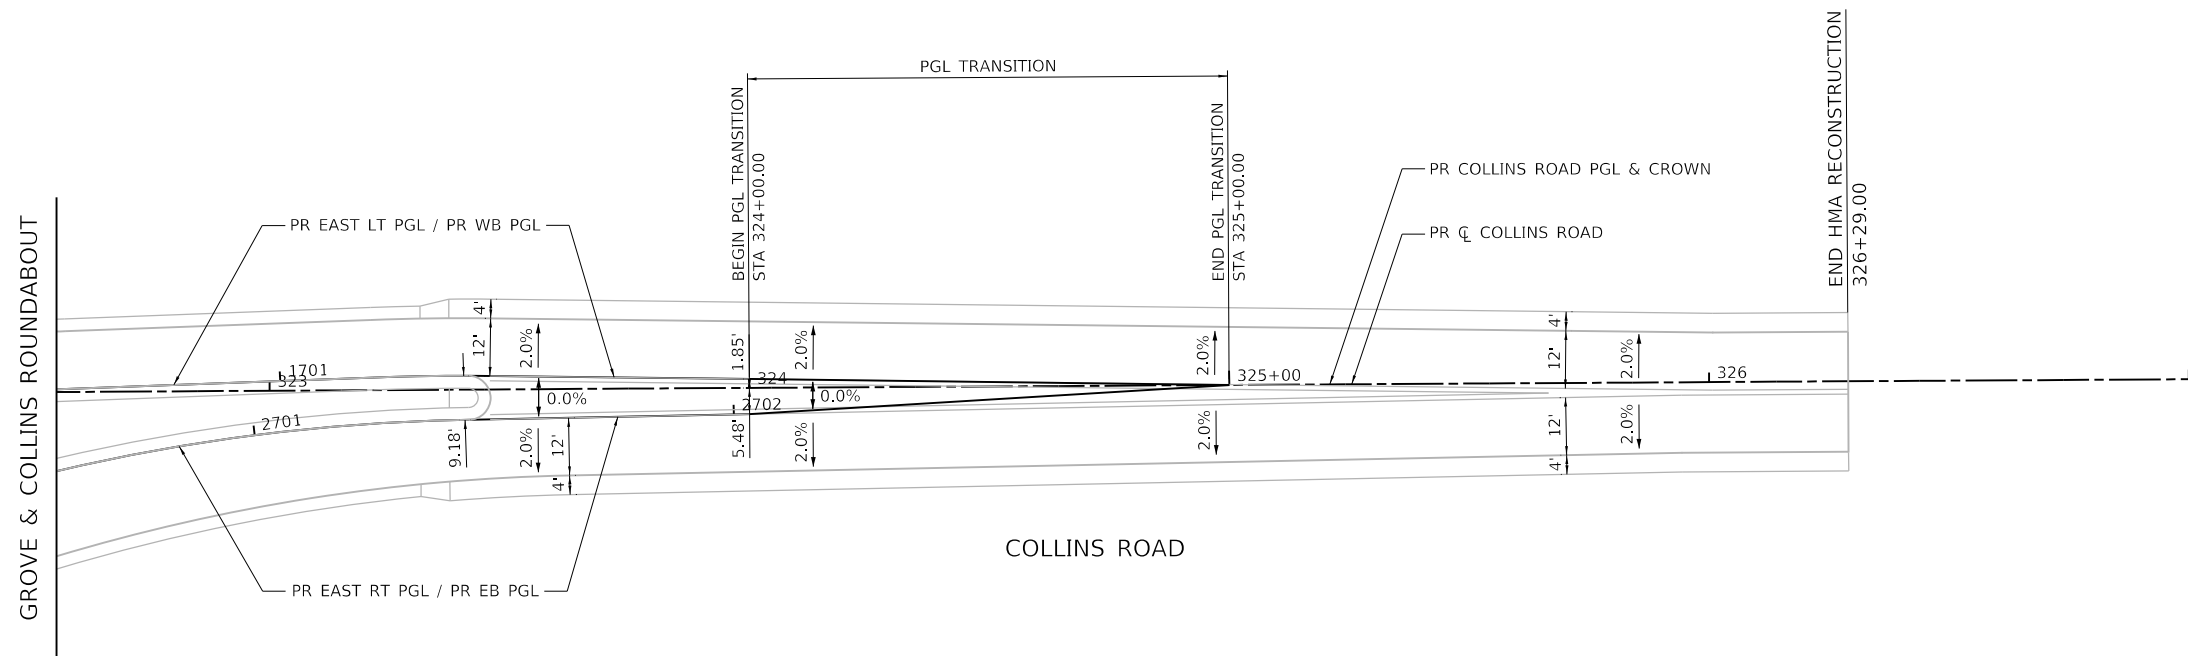 PGL TRANSITION
BEGIN PGL TRANSITION
STA 324+00.00
END PGL TRANSITION
STA 325+00.00
END HMA RECONSTRUCTION
326+29.00
PR COLLINS ROAD PGL & CROWN
PR ℄ COLLINS ROAD
PR EAST LT PGL / PR WB PGL
GROVE & COLLINS ROUNDABOUT
4'
12'
2.0%
1.85'
2.0%
2.0%
4'
12'
2.0%
1701
323
324
325+00
326
0.0%
0.0%
2702
2701
9.18'
2.0%
12'
4'
5.48'
2.0%
2.0%
12'
4'
2.0%
COLLINS ROAD
PR EAST RT PGL / PR EB PGL